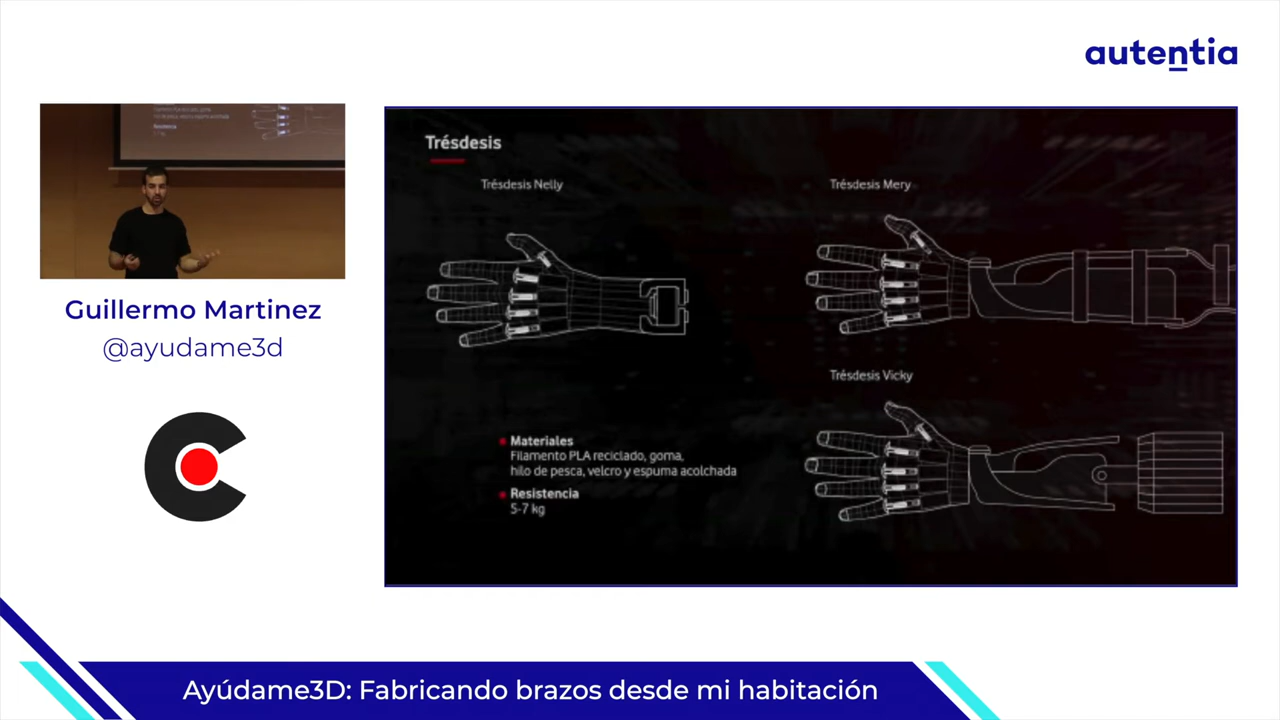 autentia
Guillermo Martinez
@ayudame3d
Trésdesis
Trésdesis Nelly
Trésdesis Mery
Trésdesis Vicky
Materiales
Filamento PLA reciclado, goma,
hilo de pesca, velcro y espuma acolchada
Resistencia
5-7 kg
Ayúdame3D: Fabricando brazos desde mi habitación